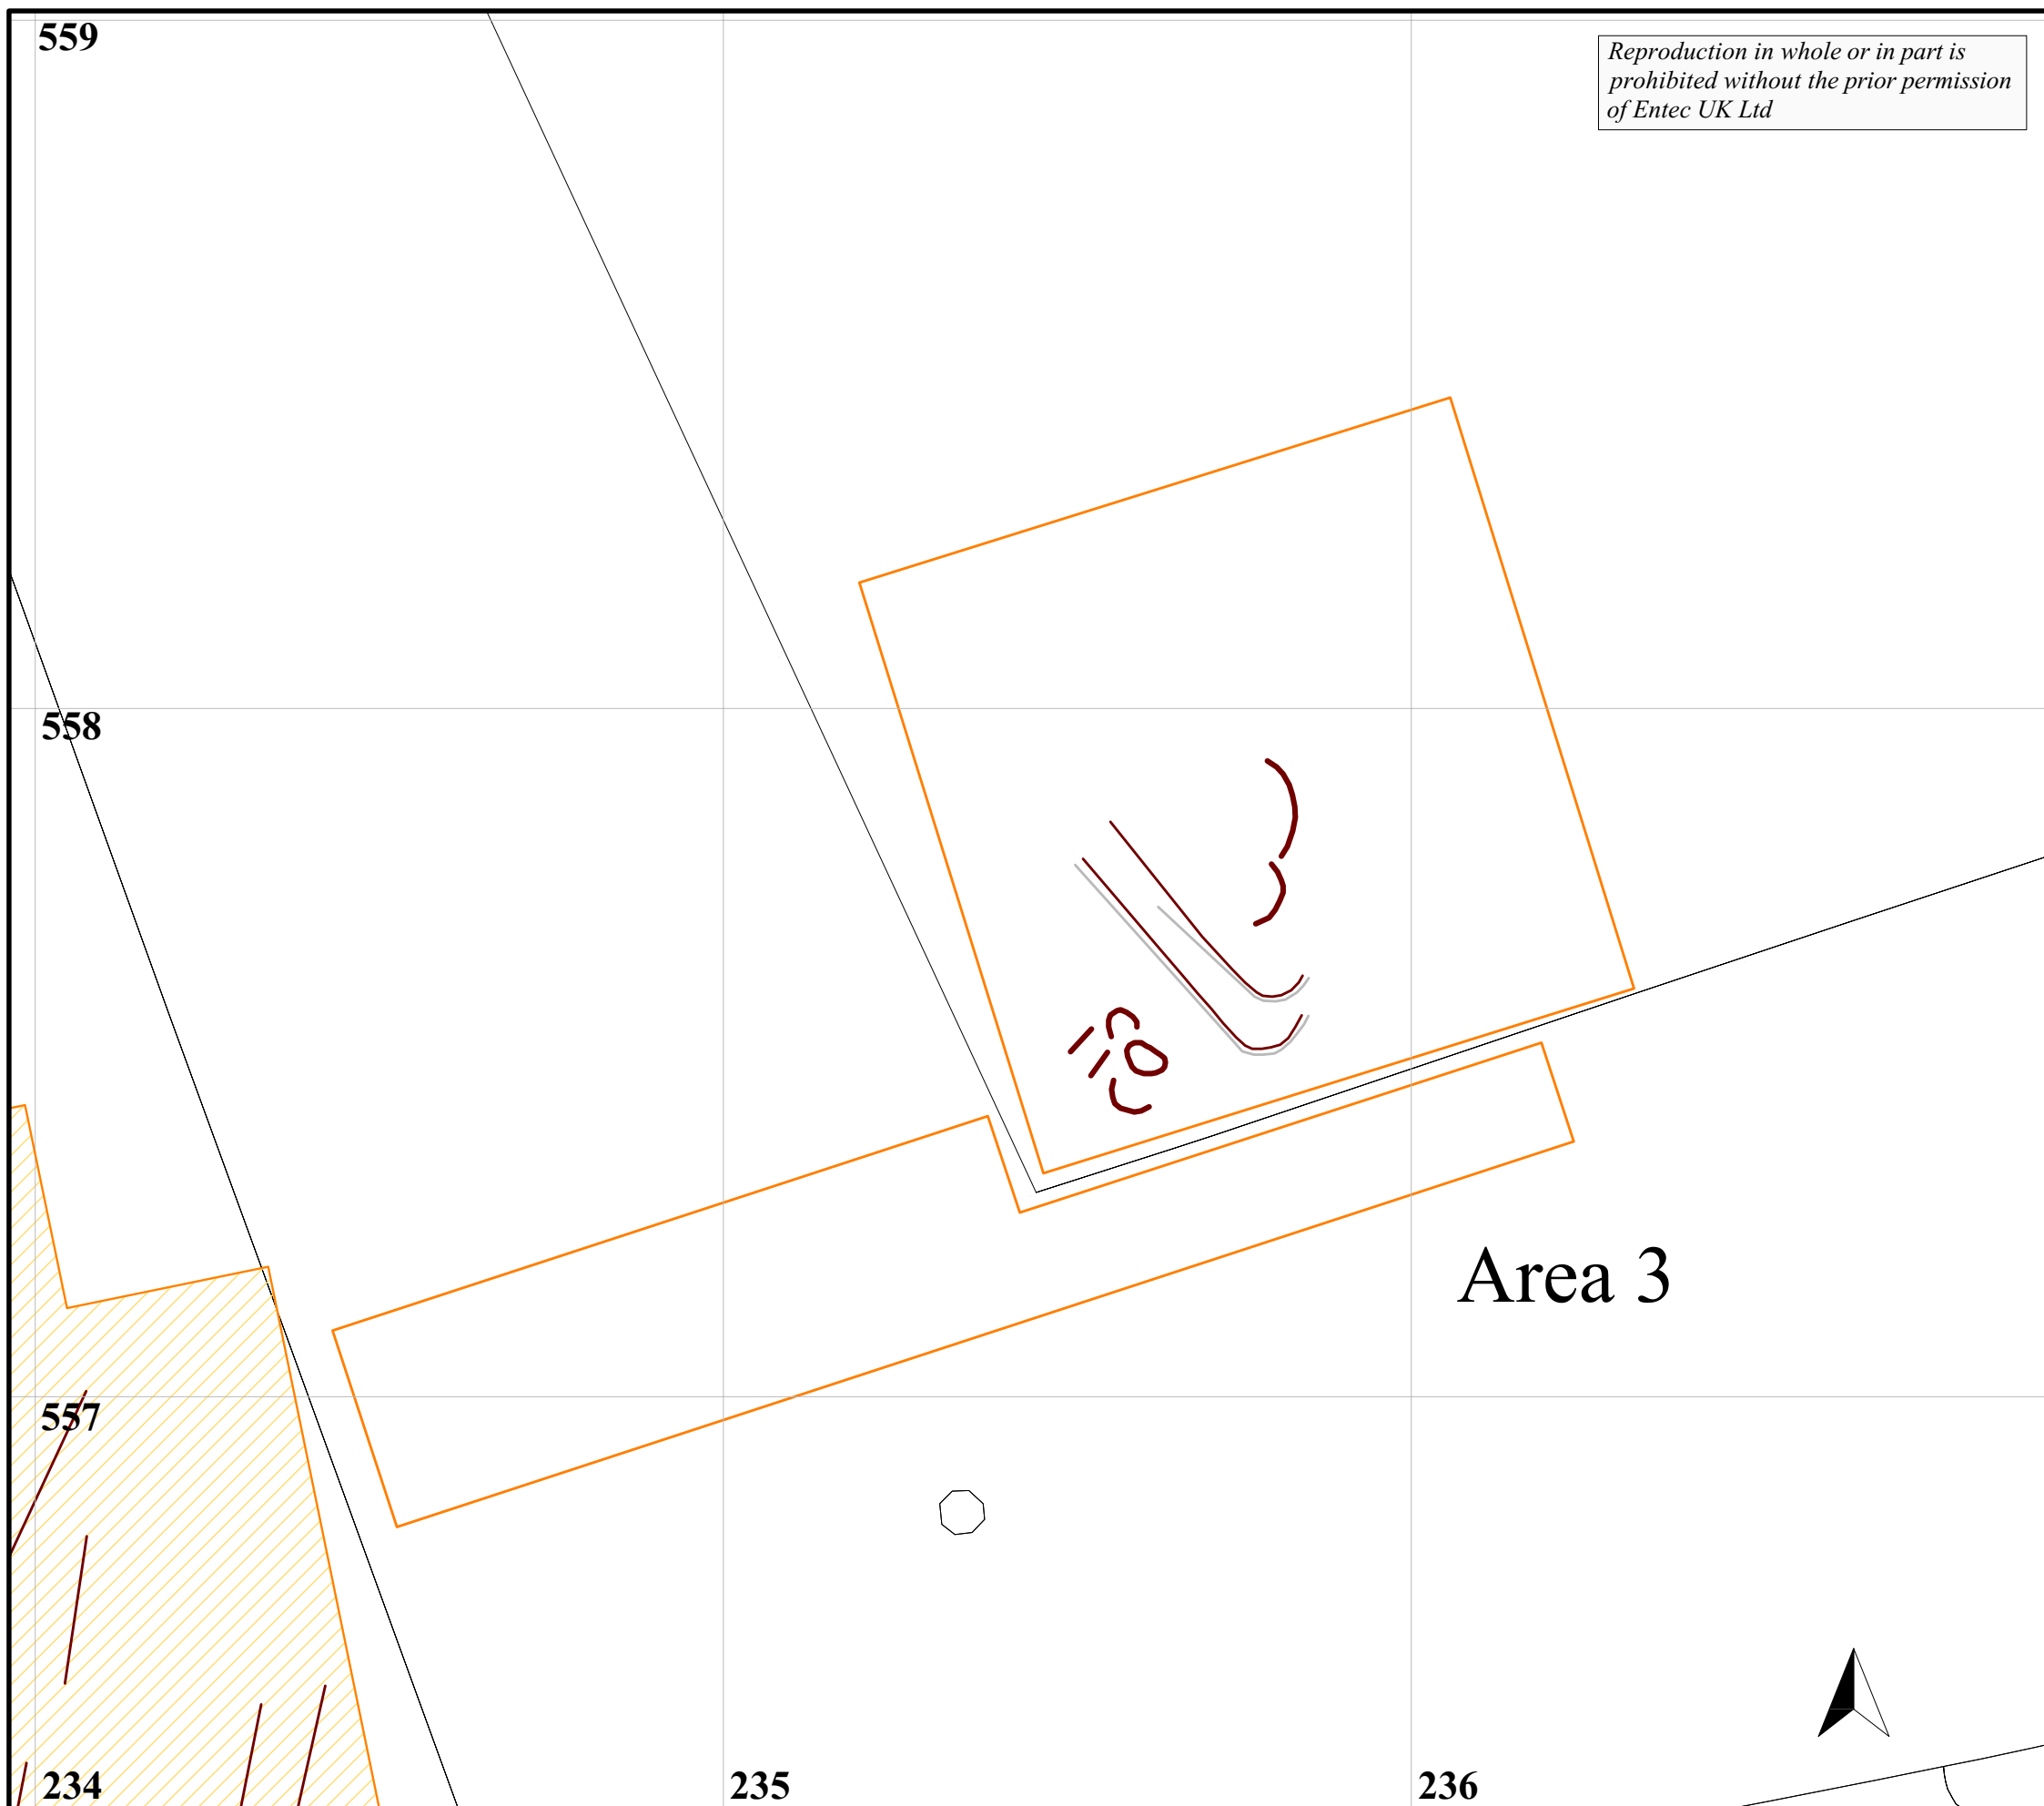 559
Reproduction in whole or in part is
prohibited without the prior permission
of Entec UK Ltd
558
Area 3
557
234
235
236